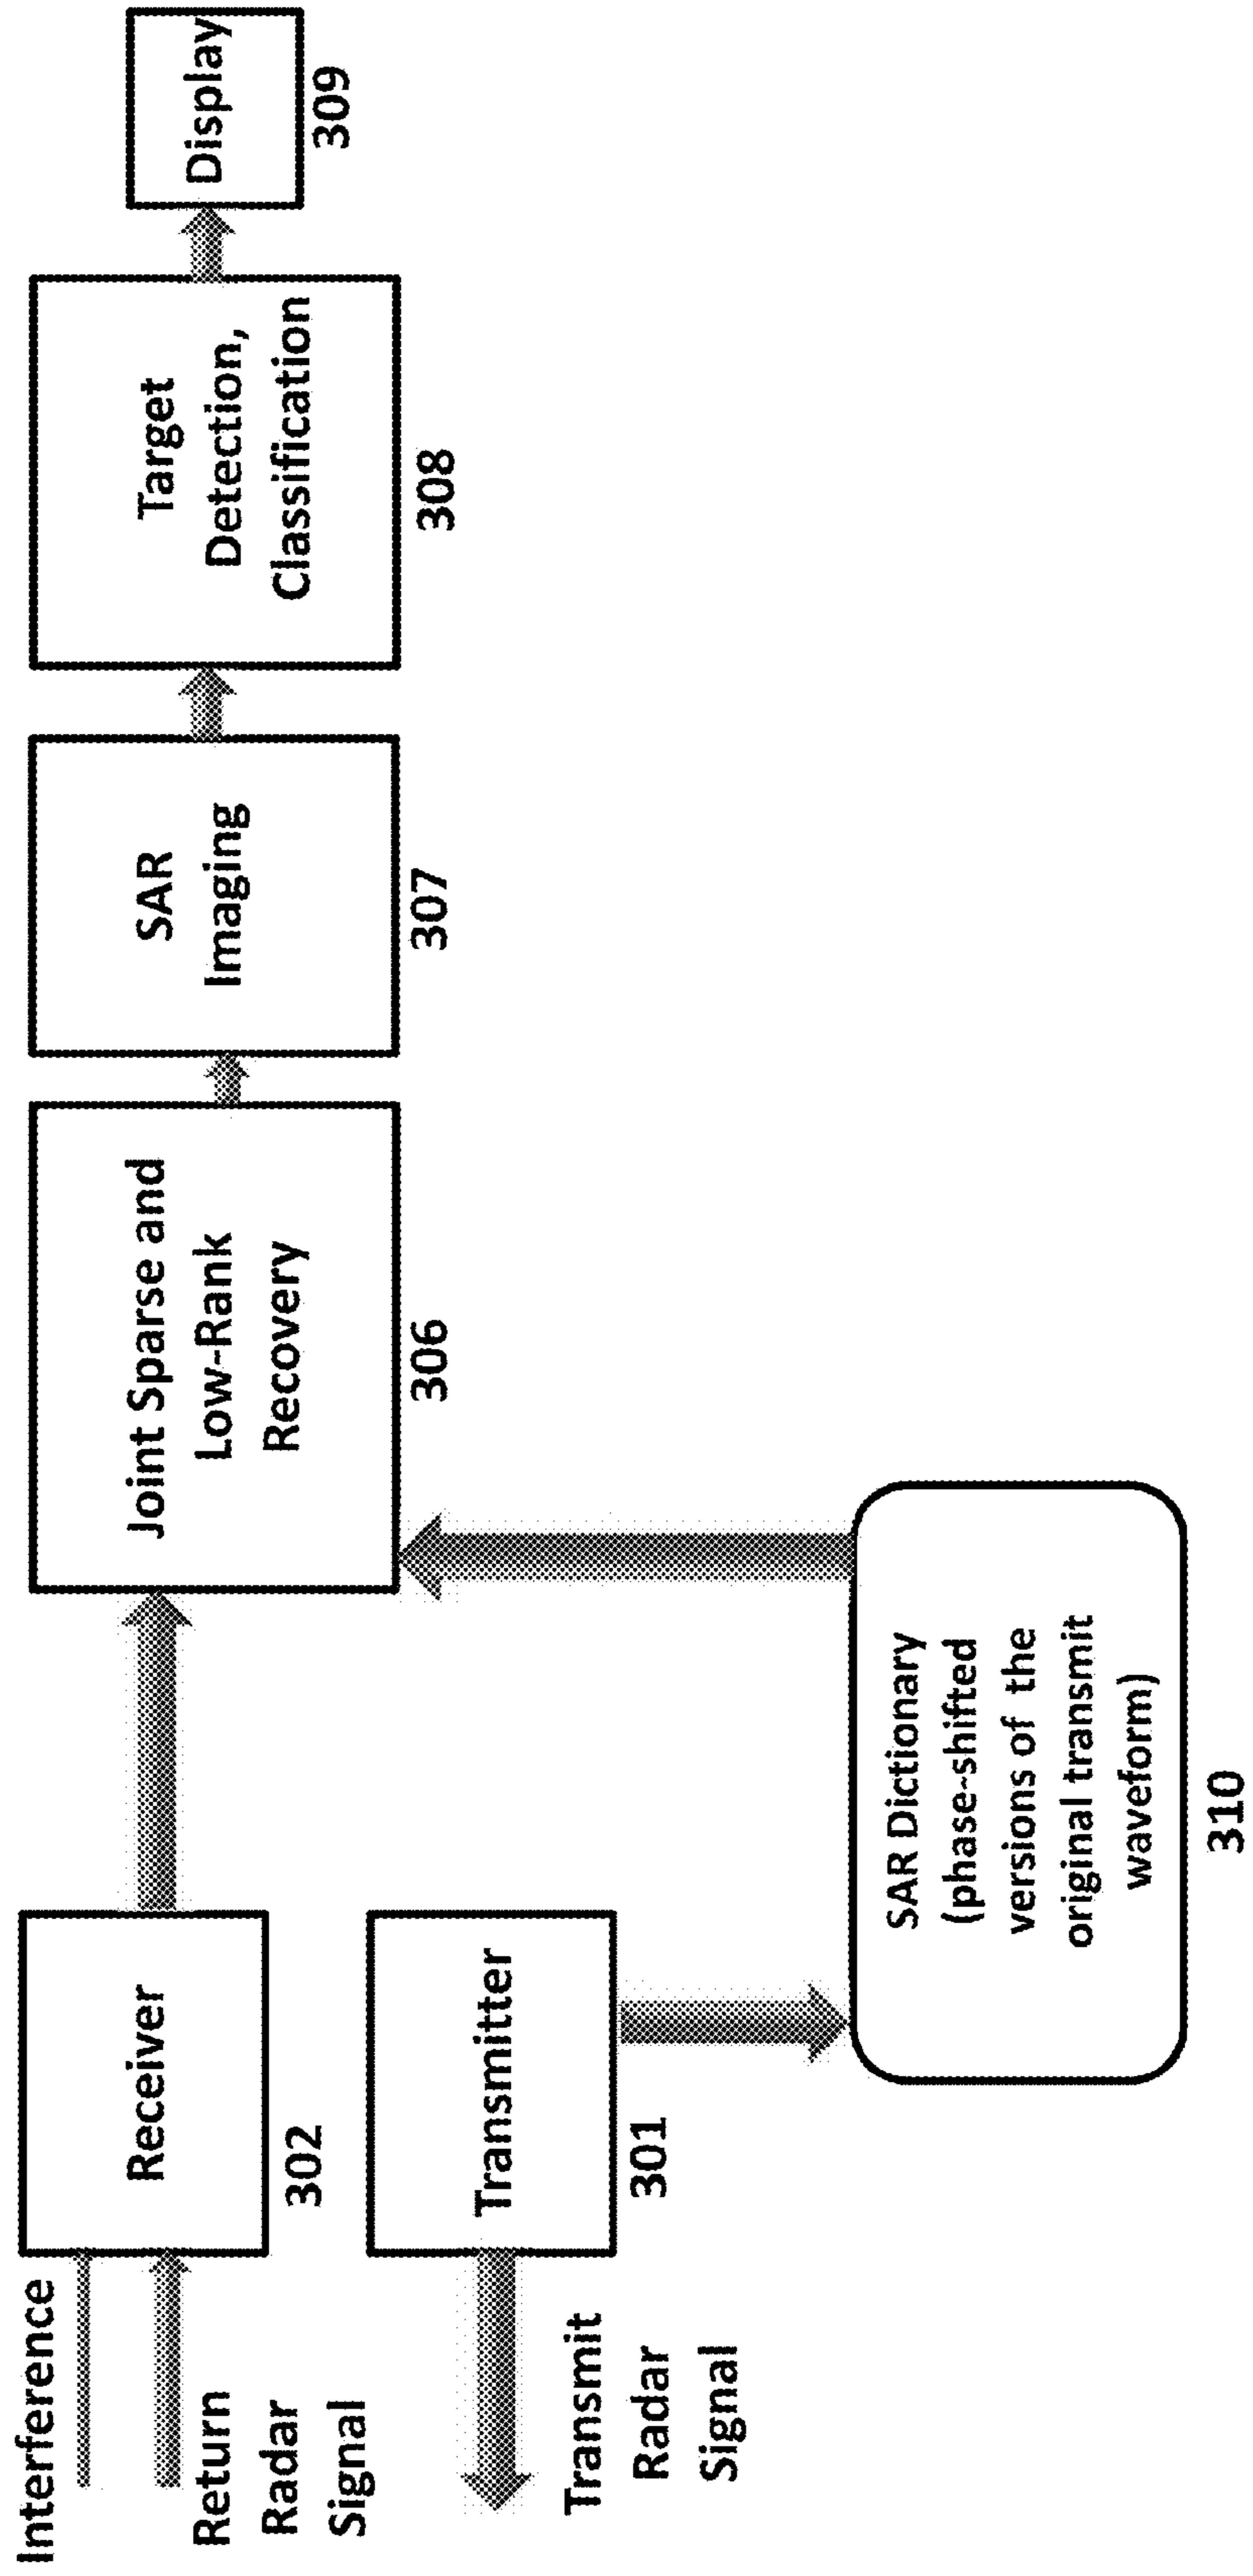 Interference
Return
Radar
Signal
Receiver
302
Transmit
Radar
Signal
Transmitter
301
SAR Dictionary
(phase-shifted
versions of the
original transmit
waveform)
310
Joint Sparse and
Low-Rank
Recovery
306
SAR
Imaging
307
Target
Detection,
Classification
308
Display
309